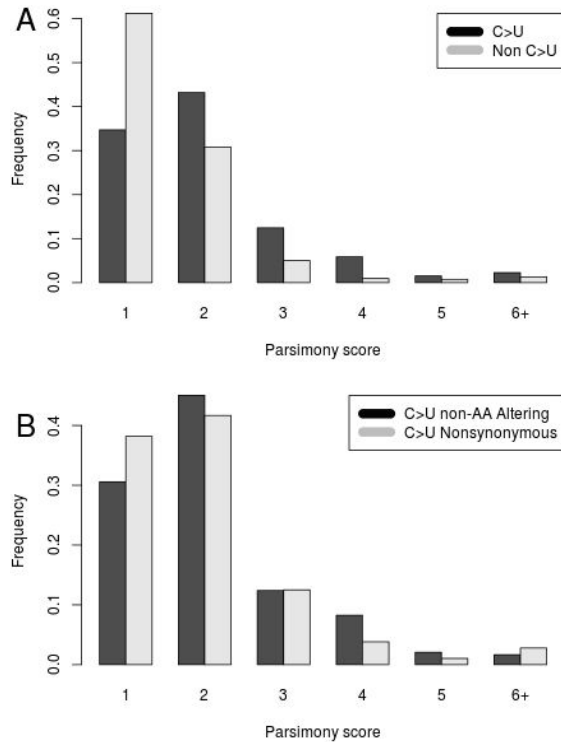 A
C>U
Non C>U
Frequency
0.6
0.5
0.4
0.3
0.2
0.1
0.0
1 2 3 4 5 6+
Parsimony score
B
C>U non-AA Altering
C>U Nonsynonymous
Frequency
0.4
0.3
0.2
0.1
0.0
1 2 3 4 5 6+
Parsimony score